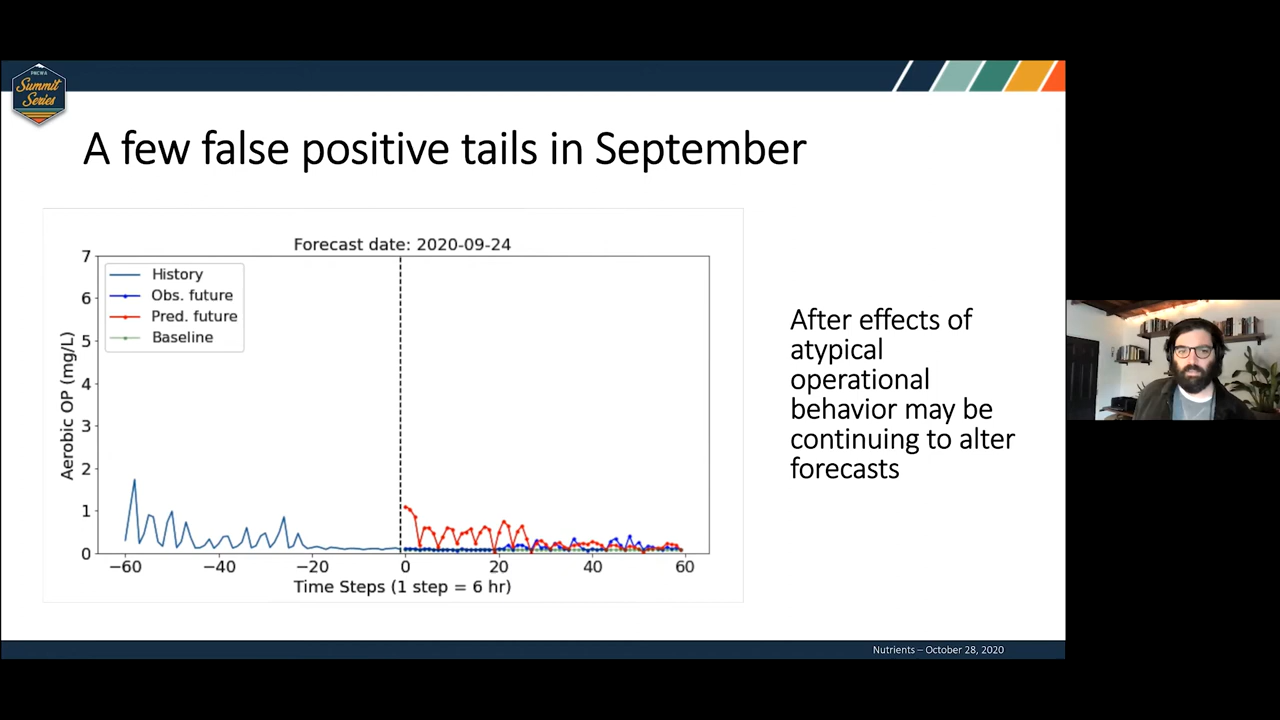 PNCWA
Summit
Series
A few false positive tails in September
Forecast date: 2020-09-24
History
Obs. future
Pred. future
Baseline
Aerobic OP (mg/L)
7
6
5
4
3
2
1
0
−60
−40
−20
0
20
40
60
Time Steps (1 step = 6 hr)
After effects of
atypical
operational
behavior may be
continuing to alter
forecasts
Nutrients – October 28, 2020